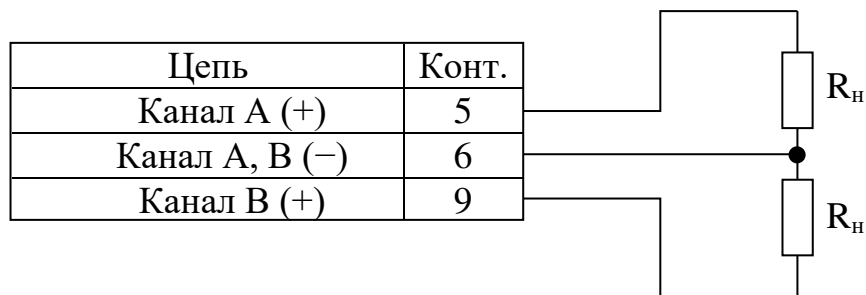 Цепь Конт.
Канал А (+) 5
Rн
Канал А, В (−) 6
Канал В (+) 9
Rн